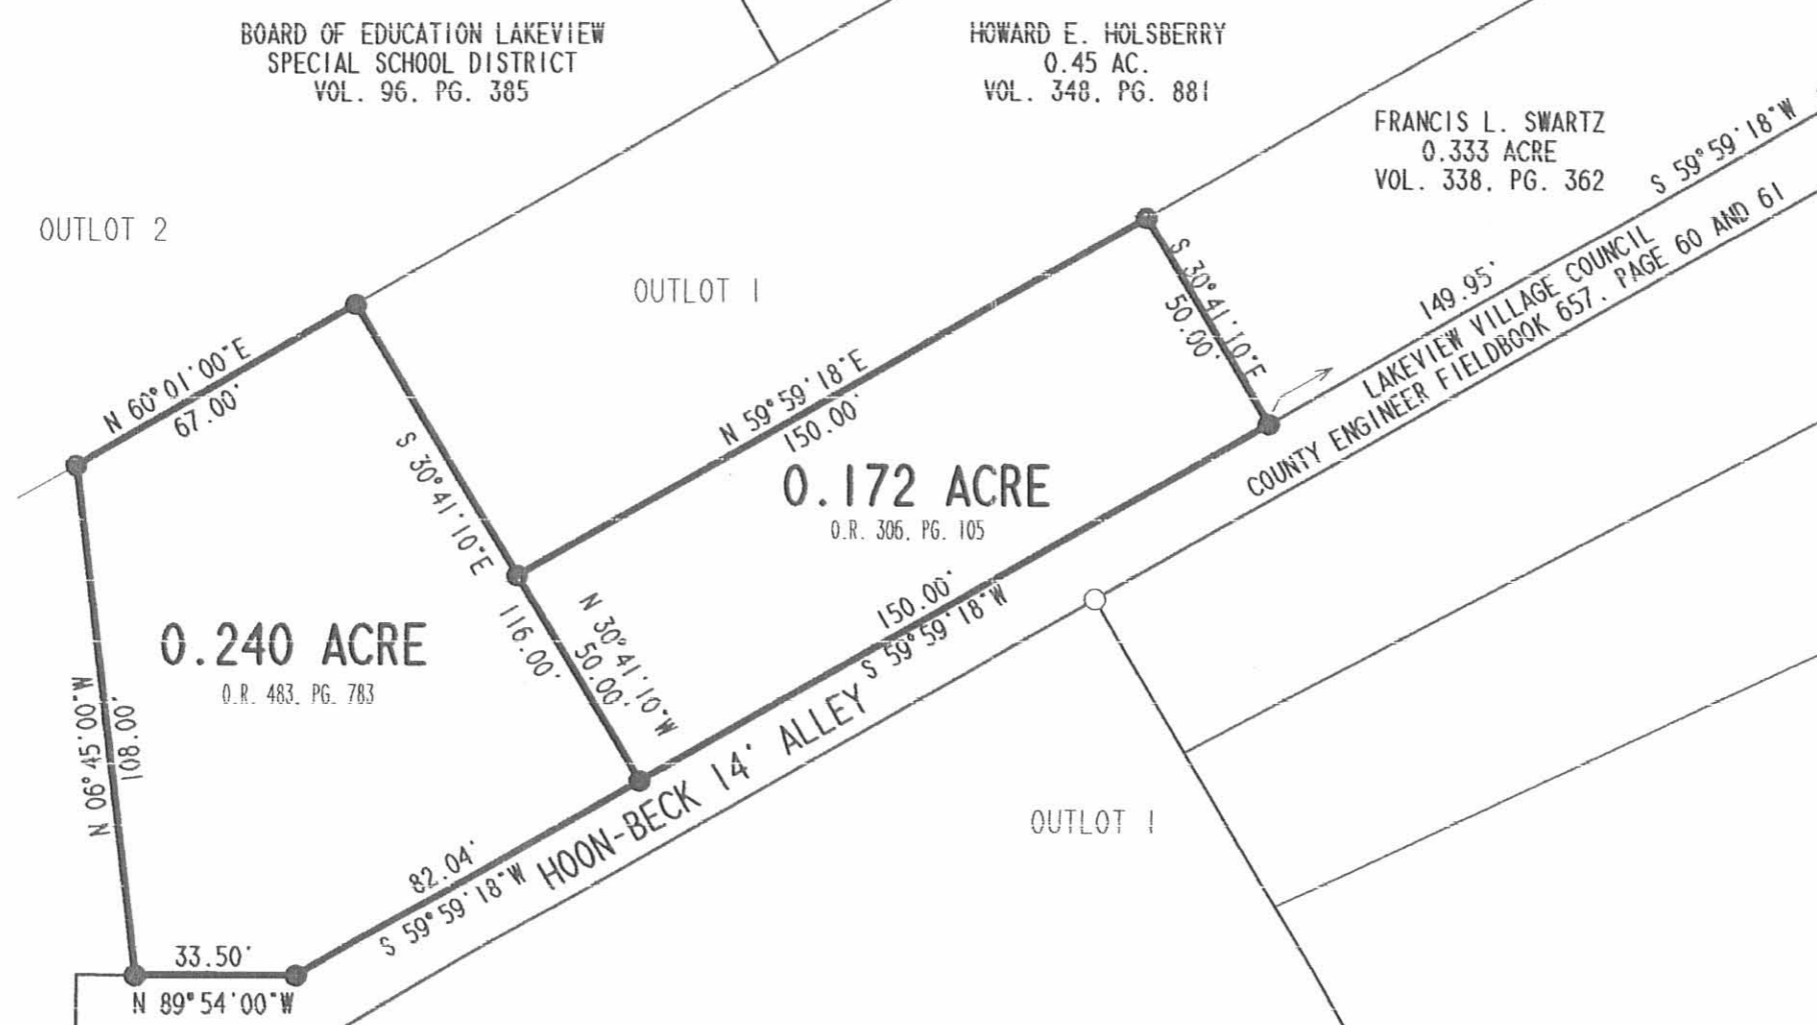 BOARD OF EDUCATION LAKEVIEW
SPECIAL SCHOOL DISTRICT
VOL. 96, PG. 385
HOWARD E. HOLSBERRY
0.45 AC.
VOL. 348, PG. 881
FRANCIS L. SWARTZ
0.333 ACRE
VOL. 338, PG. 362
S 59°59'18"W
149.95'
LAKEVIEW VILLAGE COUNCIL
COUNTY ENGINEER FIELDBOOK 657, PAGE 60 AND 61
OUTLOT 2
OUTLOT 1
S 30°41'10"E
50.00'
N 60°01'00"E
67.00'
N 59°59'18"E
150.00'
S 30°41'10"E
116.00'
0.172 ACRE
O.R. 306, PG. 105
N 30°41'10"W
50.00'
150.00'
S 59°59'18"W
0.240 ACRE
O.R. 483, PG. 783
N 06°45'00"W
108.00'
HOON-BECK 14' ALLEY
OUTLOT 1
82.04'
S 59°59'18"W
33.50'
N 89°54'00"W